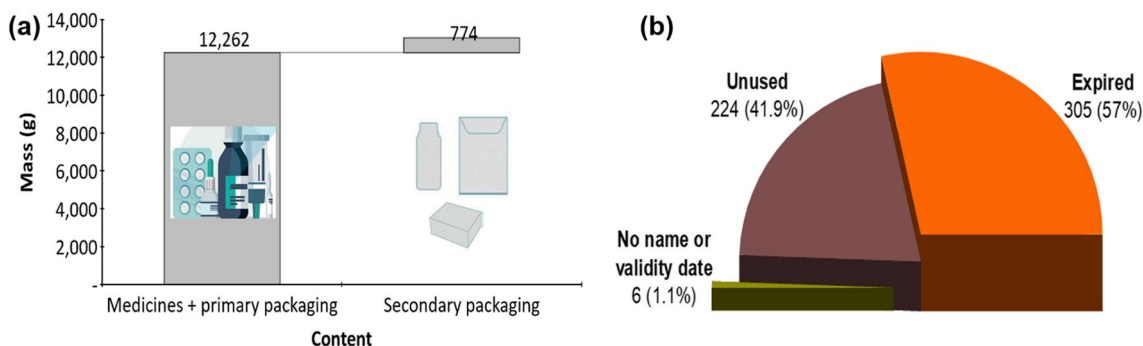 (a)
14,000
12,000
10,000
8,000
6,000
4,000
2,000
-
Mass (g)
12,262
774
Medicines + primary packaging
Secondary packaging
Content
(b)
Unused
224 (41.9%)
Expired
305 (57%)
No name or
validity date
6 (1.1%)